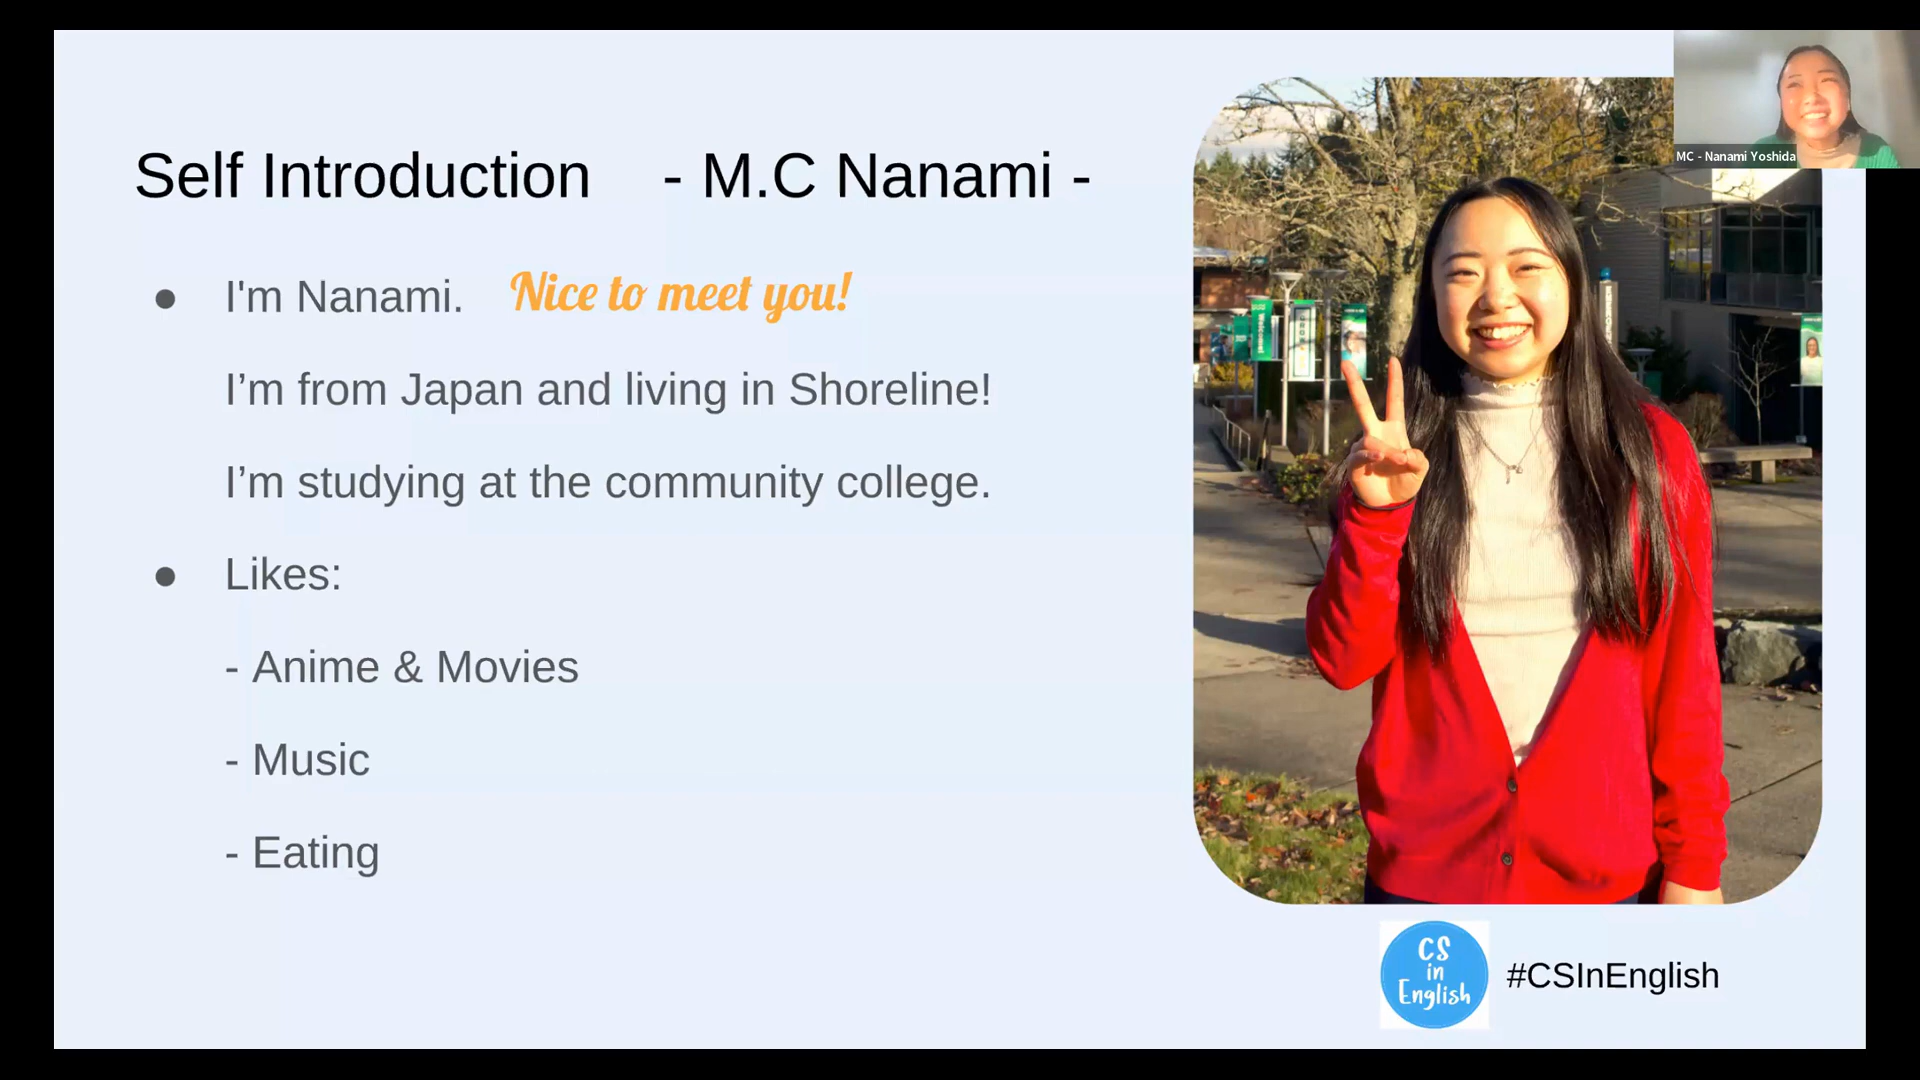 MC - Nanami Yoshida
Self Introduction - M.C Nanami -
● I'm Nanami. Nice to meet you!
I’m from Japan and living in Shoreline!
I’m studying at the community college.
● Likes:
- Anime & Movies
- Music
- Eating
Welcome!
CS
in
English
#CSInEnglish